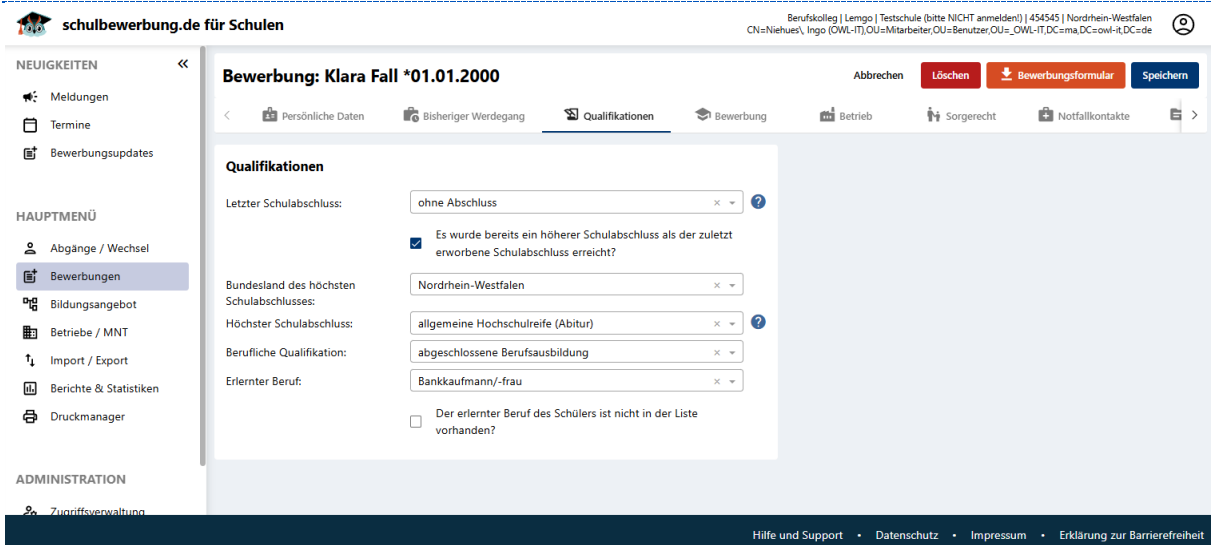 schulbewerbung.de für Schulen
Berufskolleg | Lemgo | Testschule (bitte NICHT anmelden!) | 454545 | Nordrhein-Westfalen
CN=Niehues\, Ingo (OWL-IT),OU=Mitarbeiter,OU=Benutzer,OU=_OWL-IT,DC=ma,DC=owl-it,DC=de
NEUIGKEITEN
Meldungen
Termine
Bewerbungsupdates
HAUPTMENÜ
Abgänge / Wechsel
Bewerbungen
Bildungsangebot
Betriebe / MNT
Import / Export
Berichte & Statistiken
Druckmanager
ADMINISTRATION
Zugriffsverwaltung
Bewerbung: Klara Fall *01.01.2000
Abbrechen
Löschen
Bewerbungsformular
Speichern
Persönliche Daten
Bisheriger Werdegang
Qualifikationen
Bewerbung
Betrieb
Sorgerecht
Notfallkontakte
Qualifikationen
Letzter Schulabschluss:
ohne Abschluss
Es wurde bereits ein höherer Schulabschluss als der zuletzt
erworbene Schulabschluss erreicht?
Bundesland des höchsten
Schulabschlusses:
Nordrhein-Westfalen
Höchster Schulabschluss:
allgemeine Hochschulreife (Abitur)
Berufliche Qualifikation:
abgeschlossene Berufsausbildung
Erlernter Beruf:
Bankkaufmann/-frau
Der erlernter Beruf des Schülers ist nicht in der Liste
vorhanden?
Hilfe und Support • Datenschutz • Impressum • Erklärung zur Barrierefreiheit